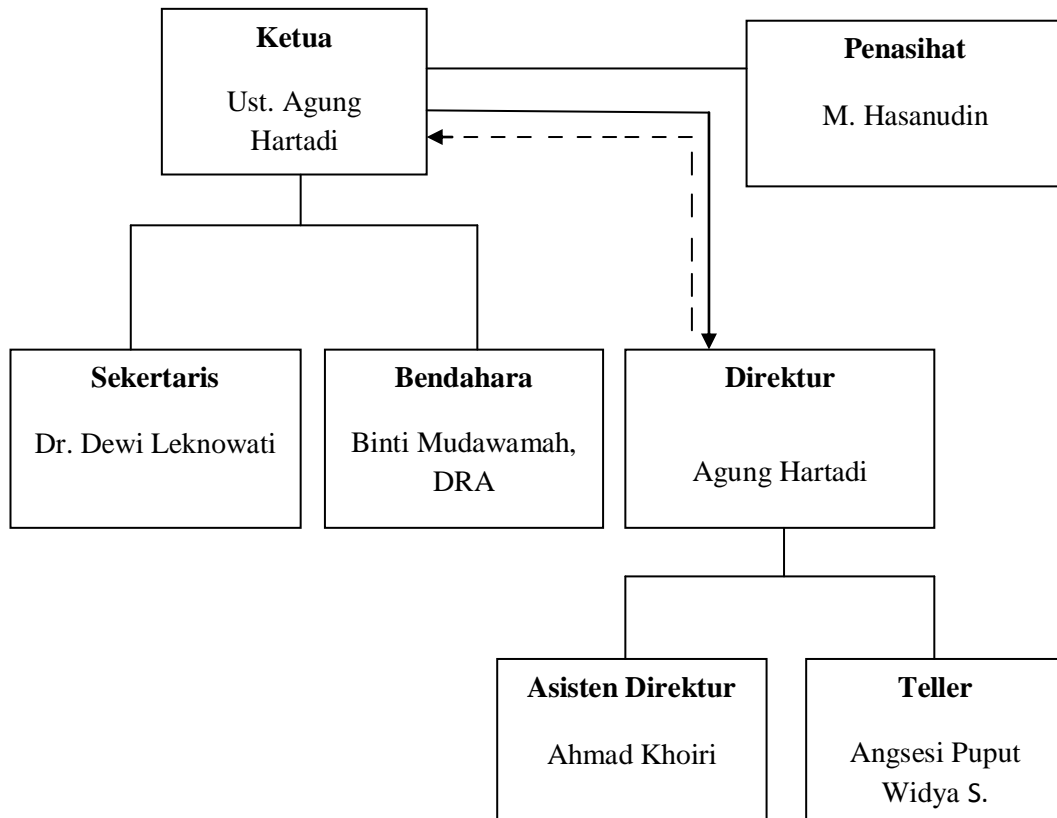 Ketua
Ust. Agung
Hartadi
Penasihat
M. Hasanudin
Sekertaris
Dr. Dewi Leknowati
Bendahara
Binti Mudawamah,
DRA
Direktur
Agung Hartadi
Asisten Direktur
Ahmad Khoiri
Teller
Angsesi Puput
Widya S.